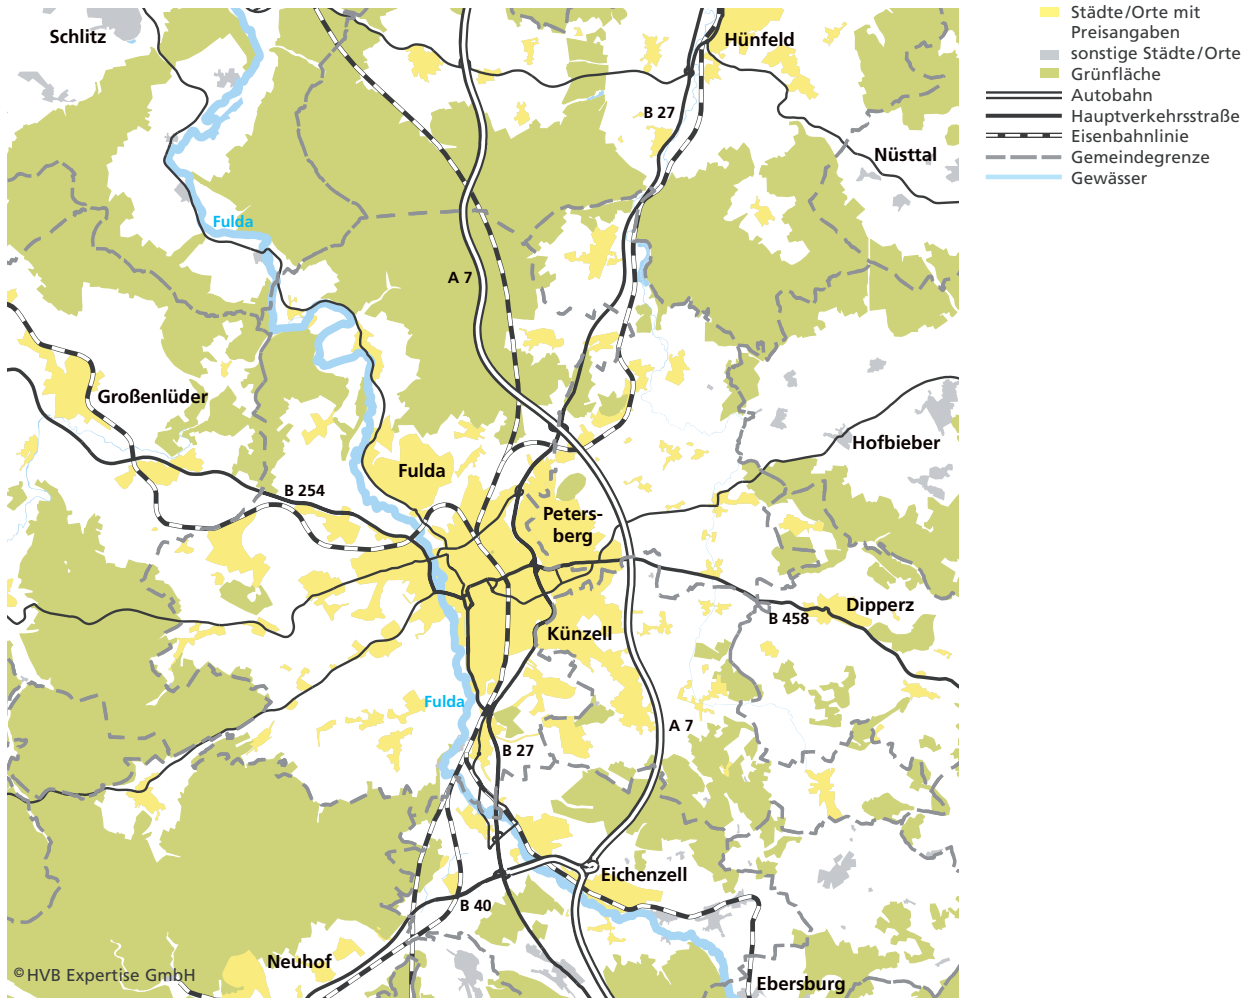 Schlitz
Hünfeld
B 27
Nüsttal
Fulda
A 7
Großenlüder
Hofbieber
Fulda
B 254
Peters-
berg
Dipperz
B 458
Künzell
Fulda
A 7
B 27
Eichenzell
B 40
Neuhof
Ebersburg
© HVB Expertise GmbH
Städte/Orte mit
Preisangaben
sonstige Städte/Orte
Grünfläche
Autobahn
Hauptverkehrsstraße
Eisenbahnlinie
Gemeindegrenze
Gewässer